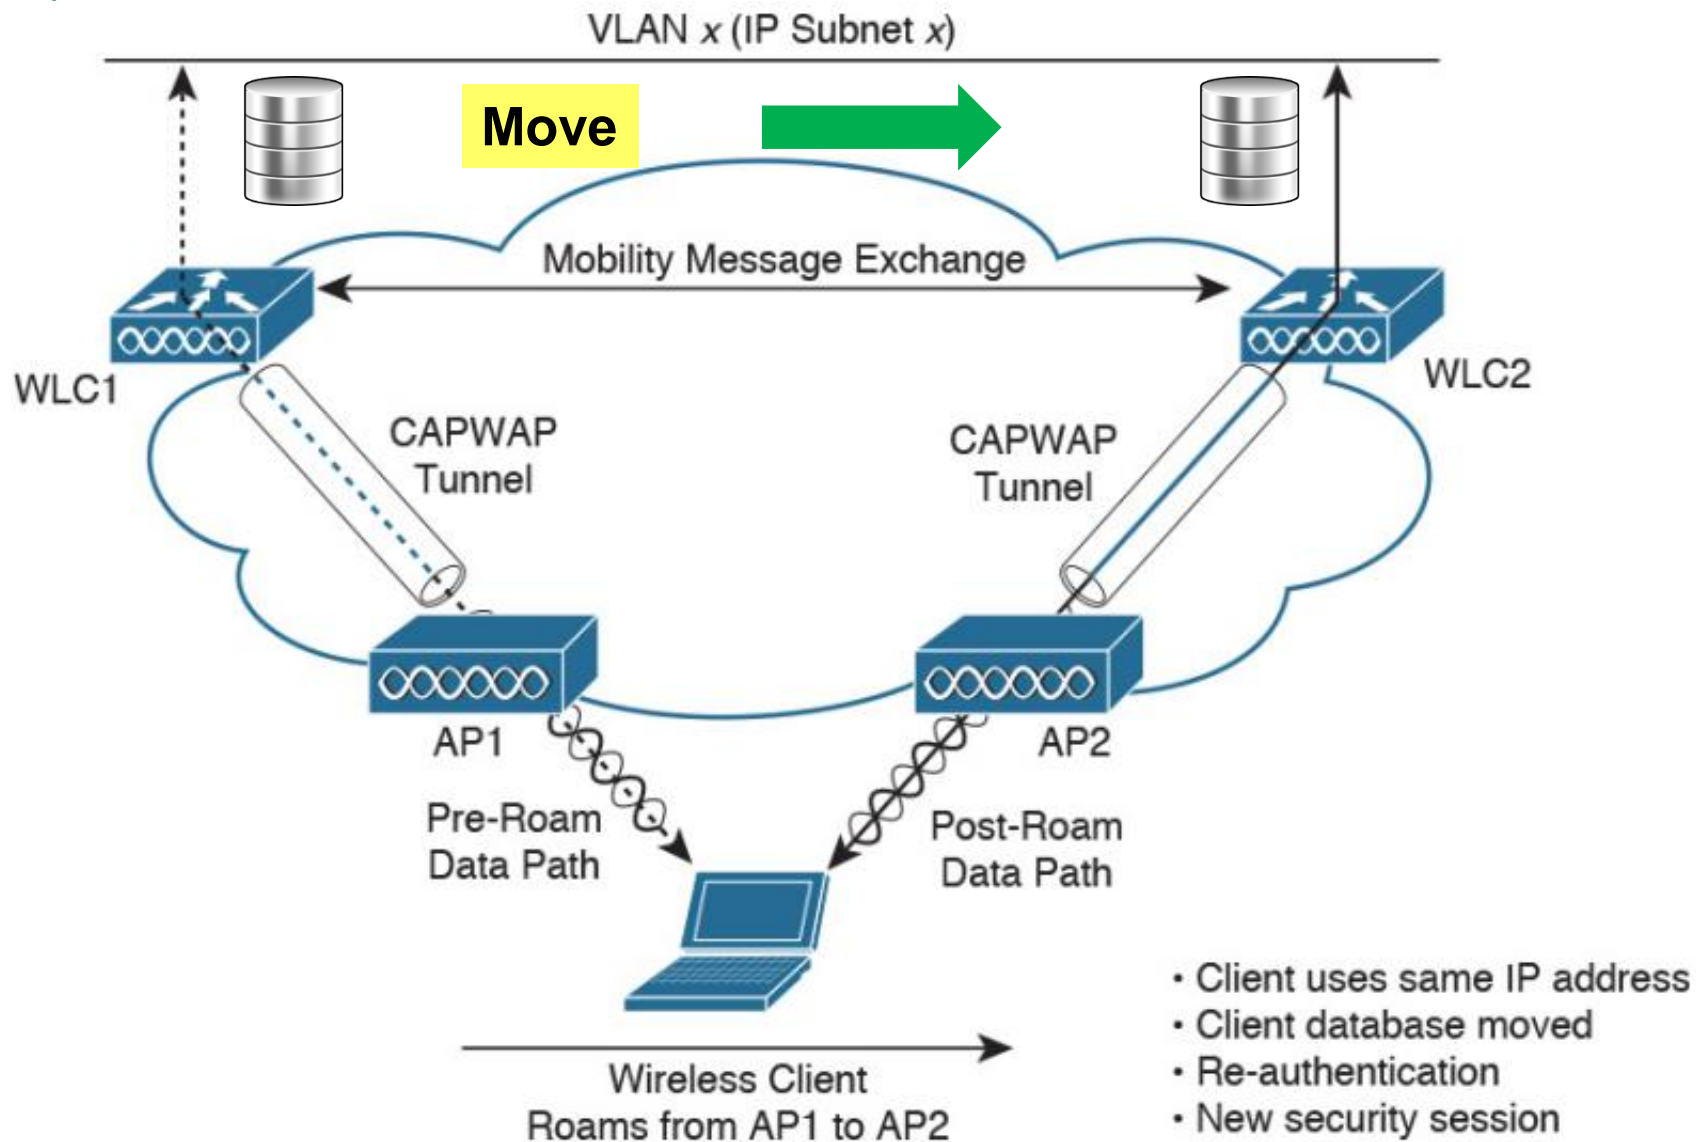 VLAN x (IP Subnet x)
Move
Mobility Message Exchange
WLC1
WLC2
CAPWAP
Tunnel
CAPWAP
Tunnel
AP1
AP2
Pre-Roam
Data Path
Post-Roam
Data Path
• Client uses same IP address
• Client database moved
• Re-authentication
• New security session
Wireless Client
Roams from AP1 to AP2